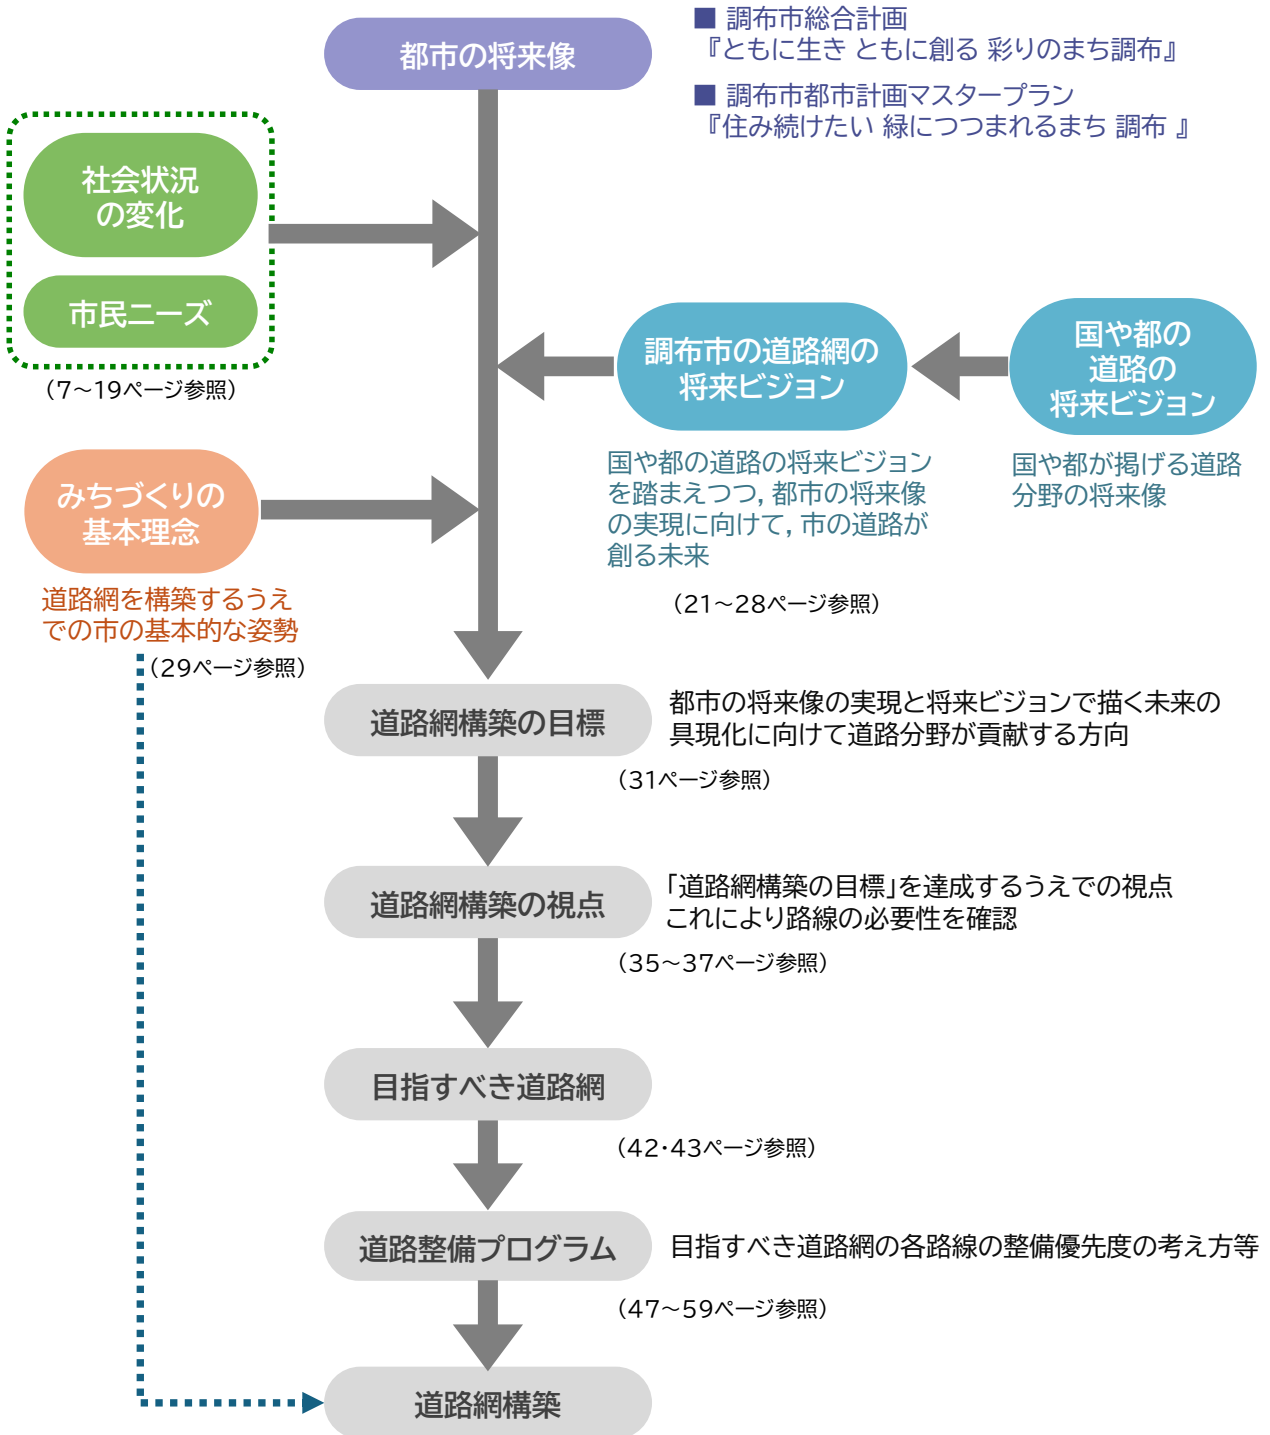 都市の将来像
■ 調布市総合計画
『ともに生き ともに創る 彩りのまち調布』
■ 調布市都市計画マスタープラン
『住み続けたい 緑につつまれるまち 調布 』
社会状況
の変化
市民ニーズ
（7～19ページ参照）
調布市の道路網の
将来ビジョン
国や都の
道路の
将来ビジョン
国や都の道路の将来ビジョン
を踏まえつつ，都市の将来像
の実現に向けて，市の道路が
創る未来
（21～28ページ参照）
国や都が掲げる道路
分野の将来像
みちづくりの
基本理念
道路網を構築するうえ
での市の基本的な姿勢
（29ページ参照）
道路網構築の目標
都市の将来像の実現と将来ビジョンで描く未来の
具現化に向けて道路分野が貢献する方向
（31ページ参照）
道路網構築の視点
「道路網構築の目標」を達成するうえでの視点
これにより路線の必要性を確認
（35～37ページ参照）
目指すべき道路網
（42・43ページ参照）
道路整備プログラム
目指すべき道路網の各路線の整備優先度の考え方等
（47～59ページ参照）
道路網構築